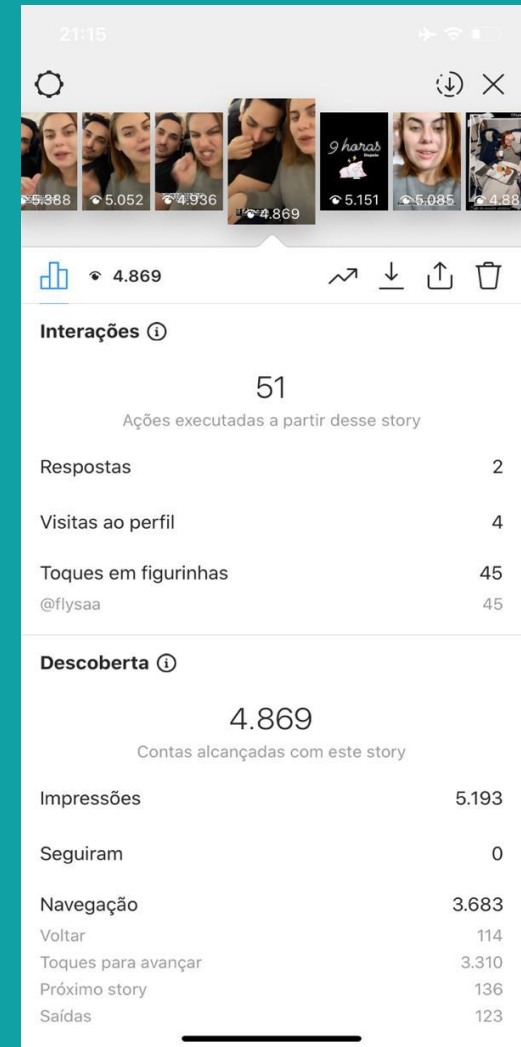 21:15
5.388
5.052
4.936
4.869
9 horas
Depois
5.151
5.085
4.88
4.869
Interações
51
Ações executadas a partir desse story
Respostas 2
Visitas ao perfil 4
Toques em figurinhas 45
@flysaa 45
Descoberta
4.869
Contas alcançadas com este story
Impressões 5.193
Seguiram 0
Navegação 3.683
Voltar 114
Toques para avançar 3.310
Próximo story 136
Saídas 123